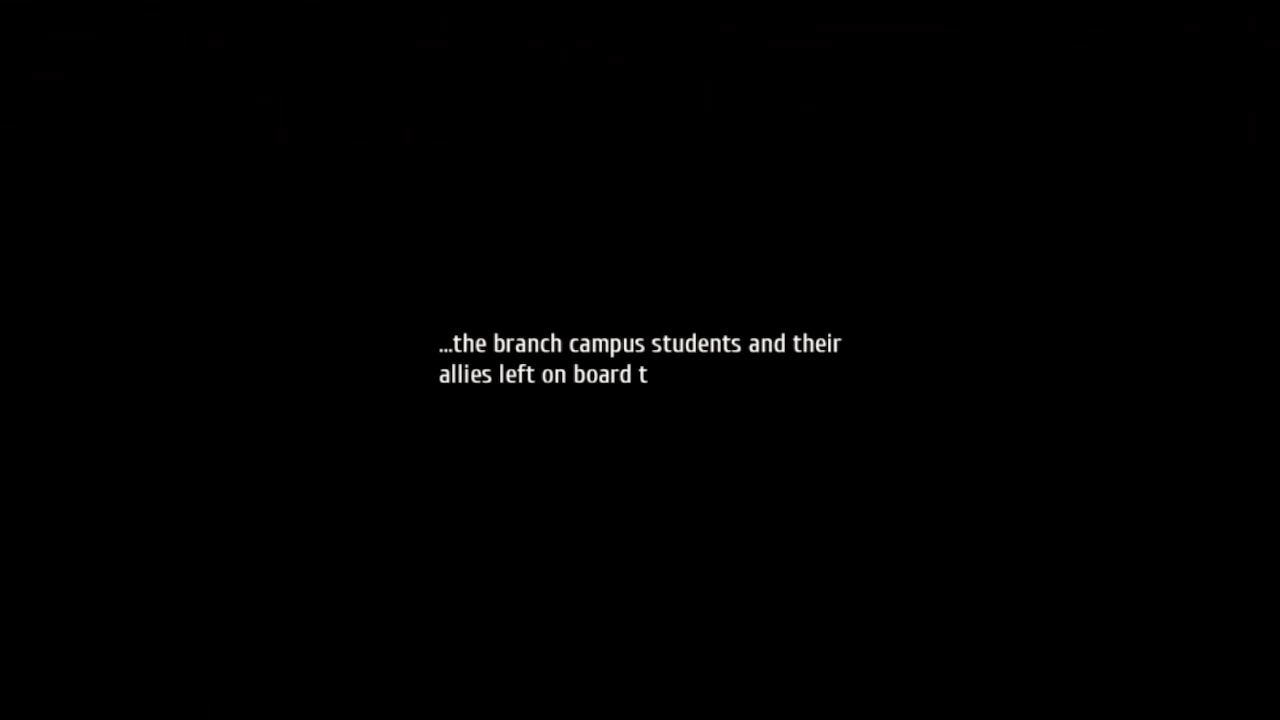 ...the branch campus students and their
allies left on board t